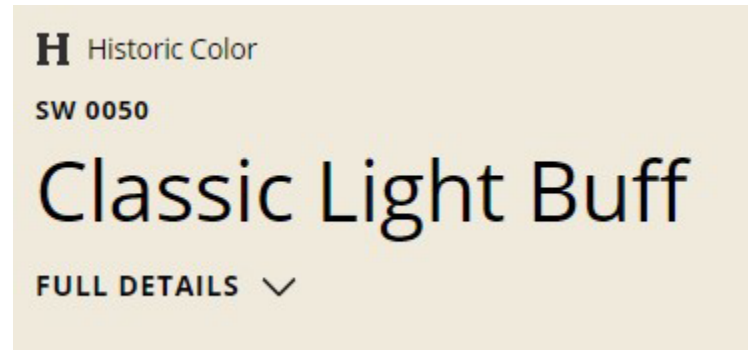 H Historic Color
SW 0050
Classic Light Buff
FULL DETAILS